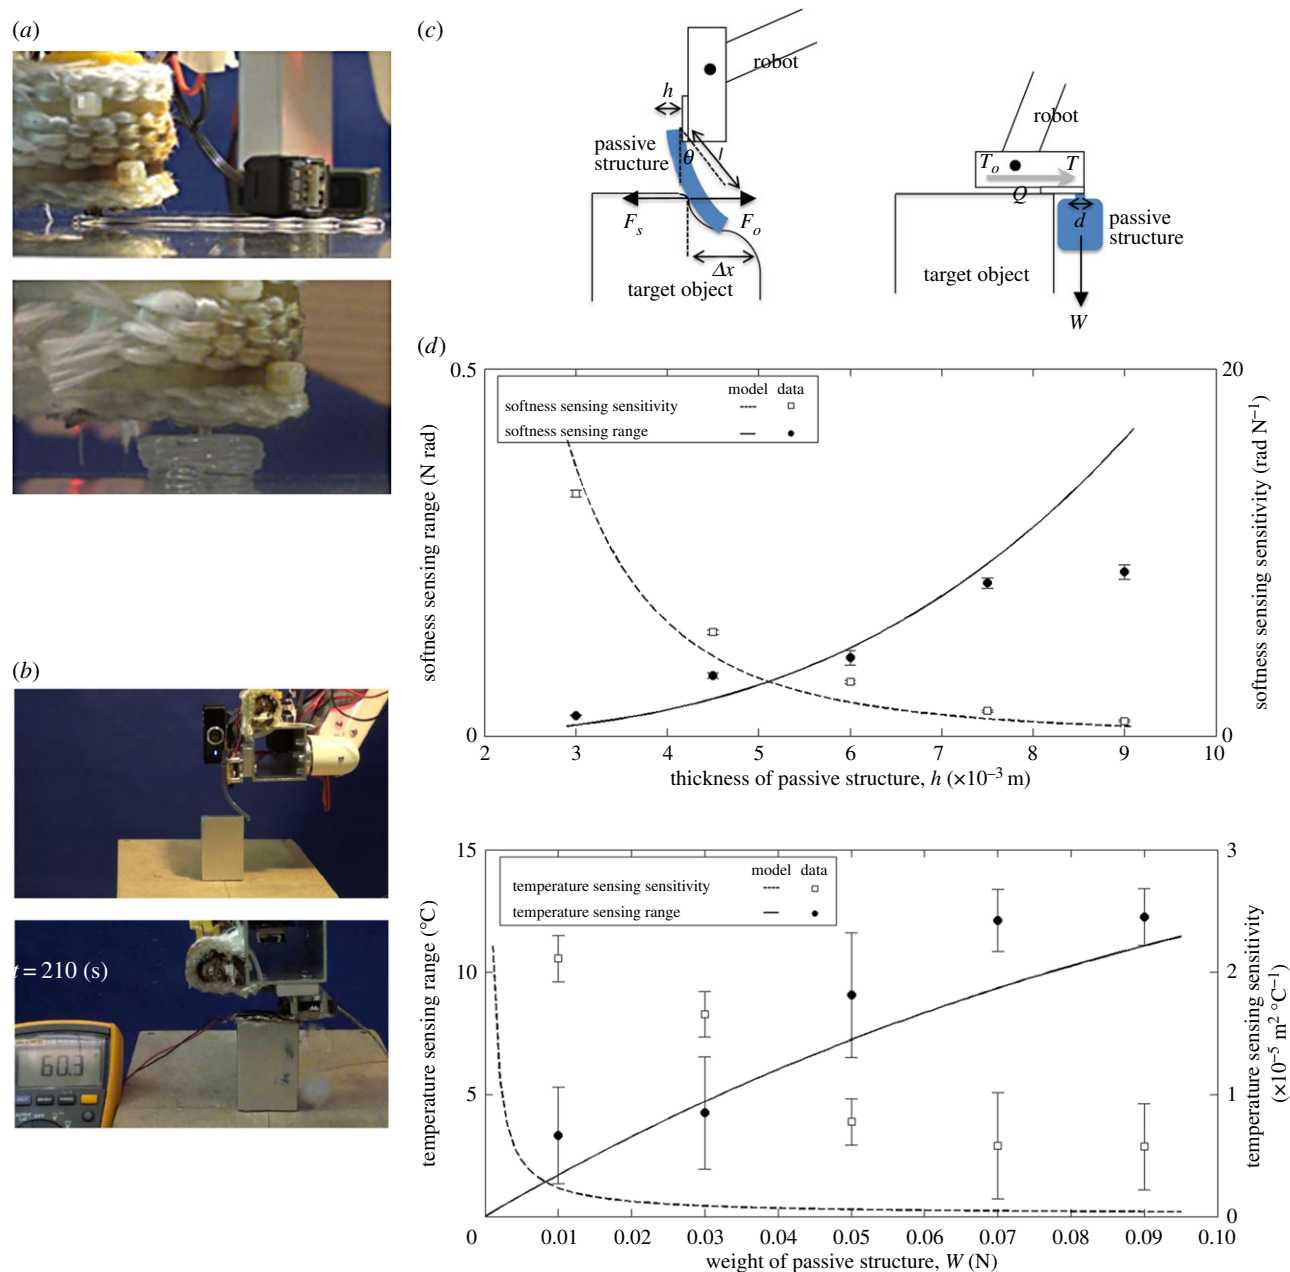 (a)
(c)
h
robot
passive
structure
θ
l
F_s
F_o
Δx
target object
robot
T_o
T
Q
d
passive
structure
target object
W
(d)
0.5
20
model data
softness sensing sensitivity
softness sensing range
softness sensing range (N rad)
softness sensing sensitivity (rad N⁻¹)
0
0
2 3 4 5 6 7 8 9 10
thickness of passive structure, h (×10⁻³ m)
(b)
t = 210 (s)
60.3
15
3
model data
temperature sensing sensitivity
temperature sensing range
10
2
5
1
0
temperature sensing range (°C)
temperature sensing sensitivity
(×10⁻⁵ m² °C⁻¹)
0 0.01 0.02 0.03 0.04 0.05 0.06 0.07 0.08 0.09 0.10
weight of passive structure, W (N)